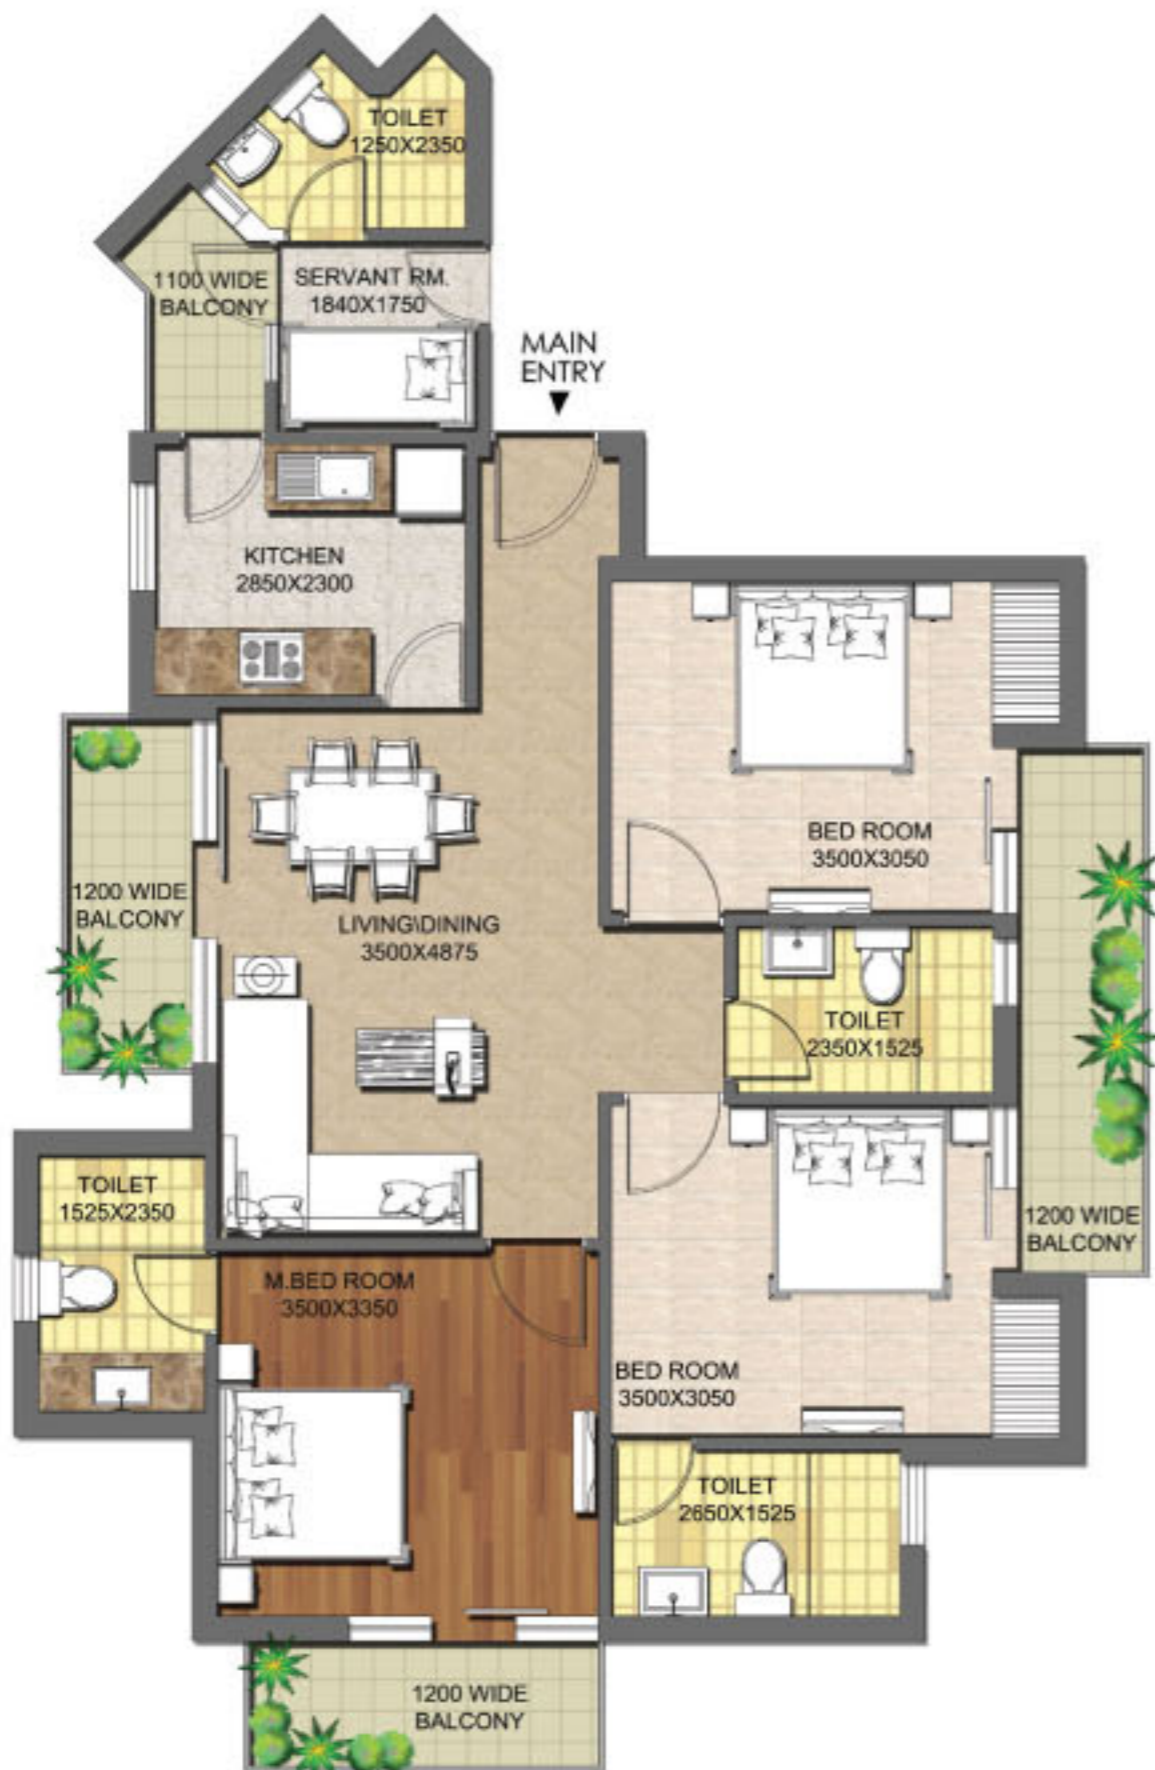 TOILET
1250X2350
1100 WIDE
BALCONY
SERVANT RM.
1840X1750
MAIN
ENTRY
KITCHEN
2850X2300
BED ROOM
3500X3050
1200 WIDE
BALCONY
LIVING\DINING
3500X4875
TOILET
2350X1525
TOILET
1525X2350
1200 WIDE
BALCONY
M.BED ROOM
3500X3350
BED ROOM
3500X3050
TOILET
2650X1525
1200 WIDE
BALCONY